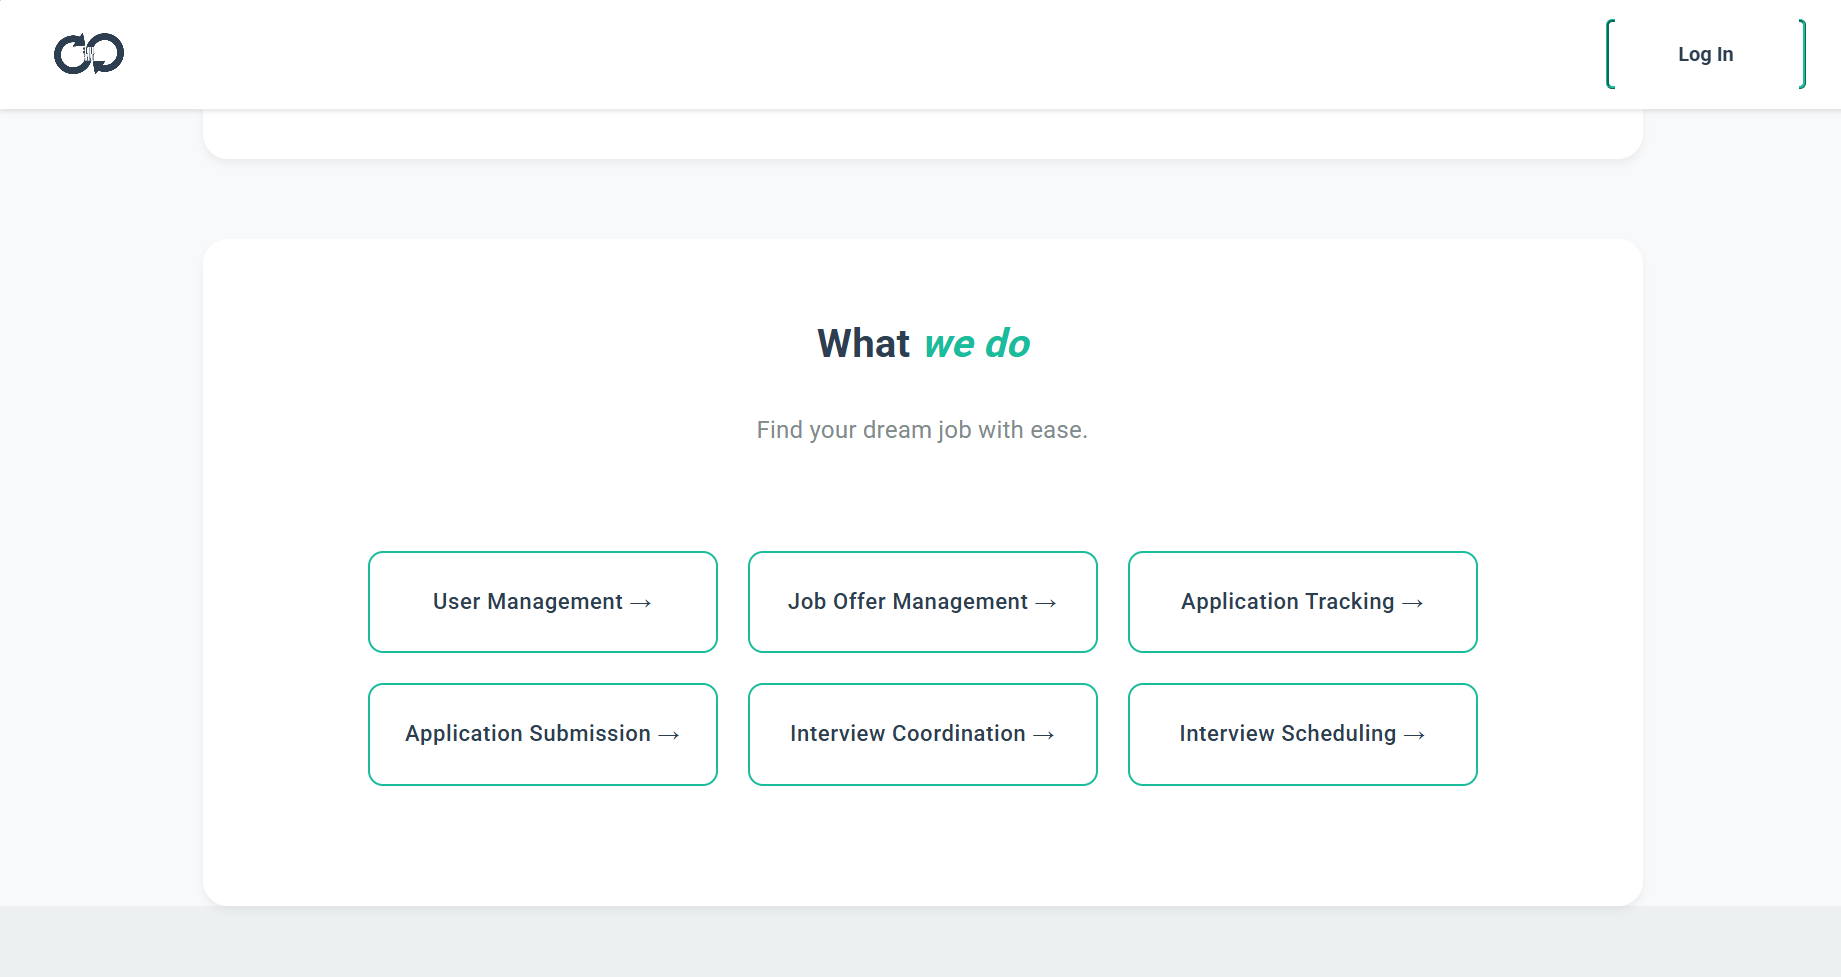 Log In
What we do
Find your dream job with ease.
User Management →
Job Offer Management →
Application Tracking →
Application Submission →
Interview Coordination →
Interview Scheduling →